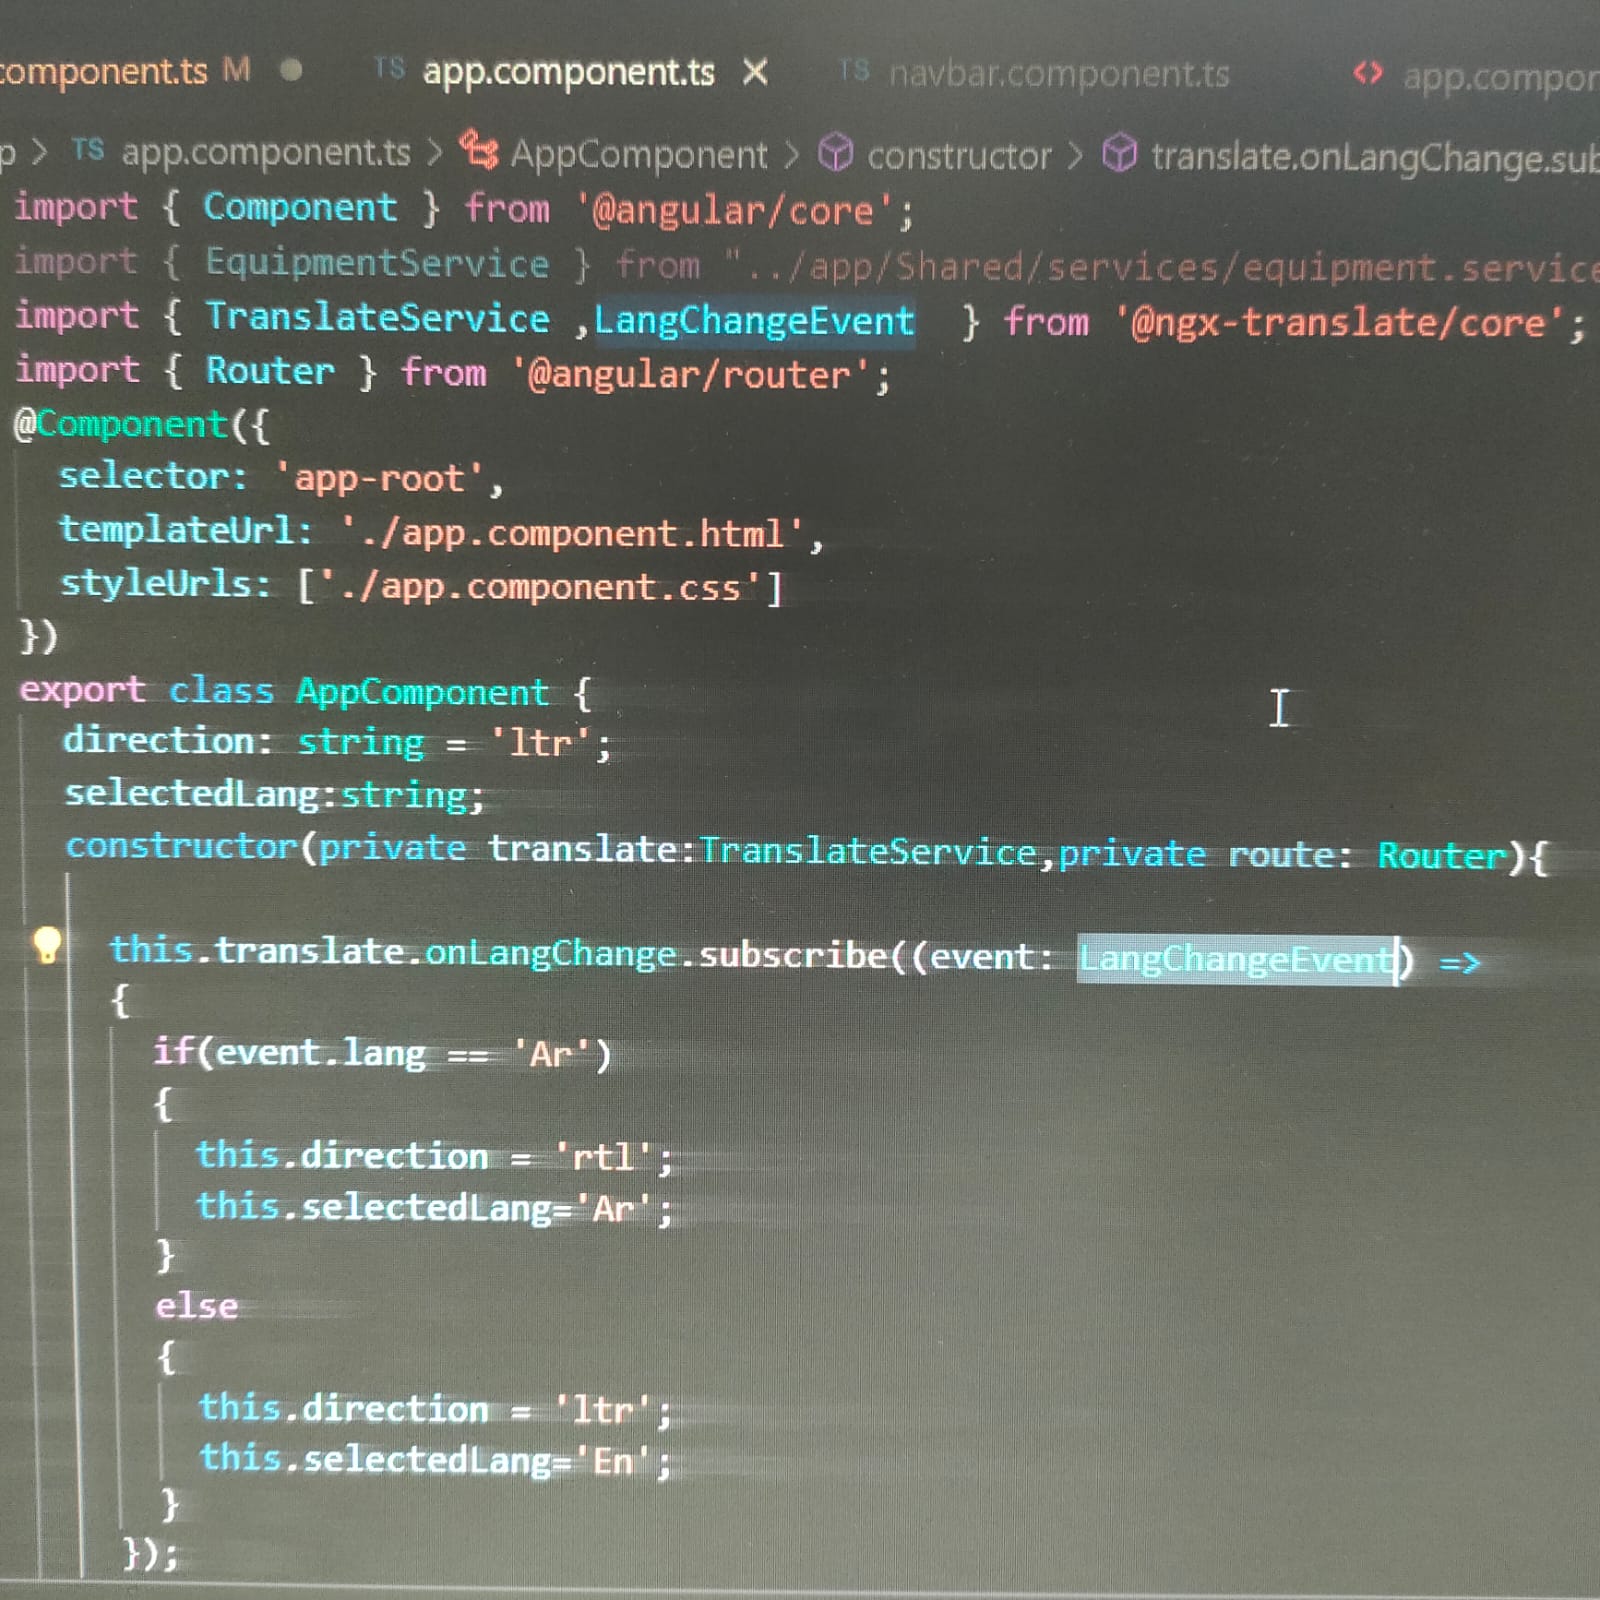 component.ts M ● TS app.component.ts X TS navbar.component.ts <> app.compon
p > TS app.component.ts > AppComponent > constructor > translate.onLangChange.sub
import { Component } from '@angular/core';
import { EquipmentService } from "../app/Shared/services/equipment.service
import { TranslateService ,LangChangeEvent  } from '@ngx-translate/core';
import { Router } from '@angular/router';
@Component({
  selector: 'app-root',
  templateUrl: './app.component.html',
  styleUrls: ['./app.component.css']
})
export class AppComponent {
  direction: string = 'ltr';
  selectedLang:string;
  constructor(private translate:TranslateService,private route: Router){
    this.translate.onLangChange.subscribe((event: LangChangeEvent) =>
    {
      if(event.lang == 'Ar')
      {
        this.direction = 'rtl';
        this.selectedLang='Ar';
      }
      else
      {
        this.direction = 'ltr';
        this.selectedLang='En';
      }
    });